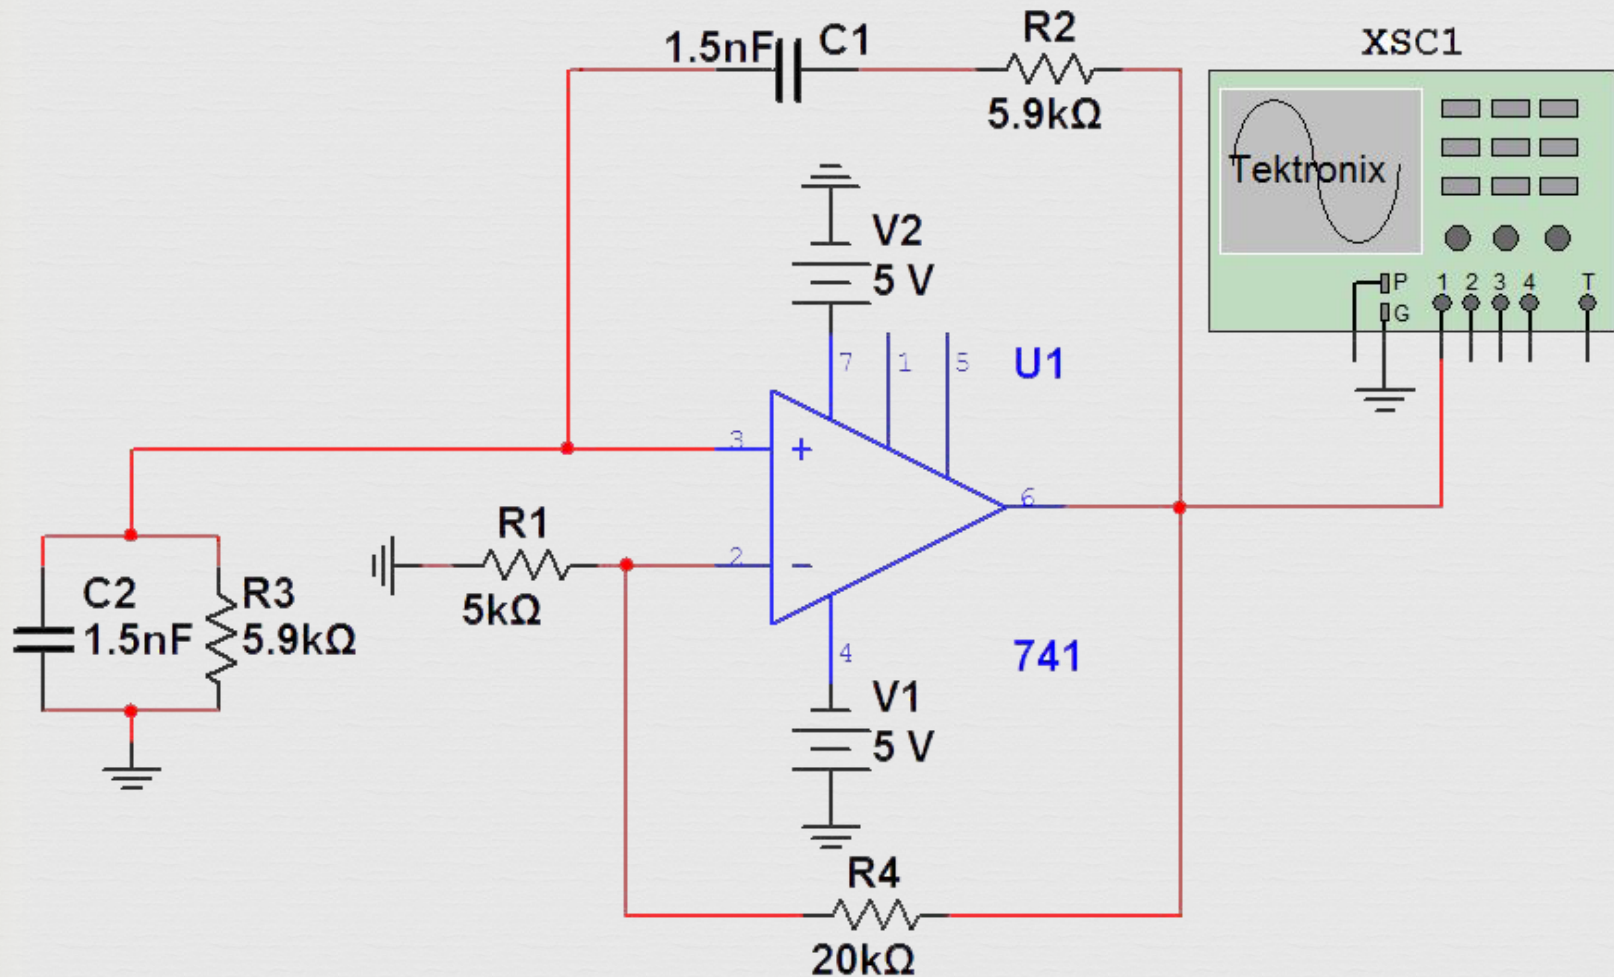 R2
XSC1
1.5nF
C1
5.9kΩ
Tektronix
V2
5 V
P
1
2
3
4
T
G
7
1
5
U1
3
+
6
R1
2
−
5kΩ
C2
1.5nF
R3
5.9kΩ
4
741
V1
5 V
R4
20kΩ